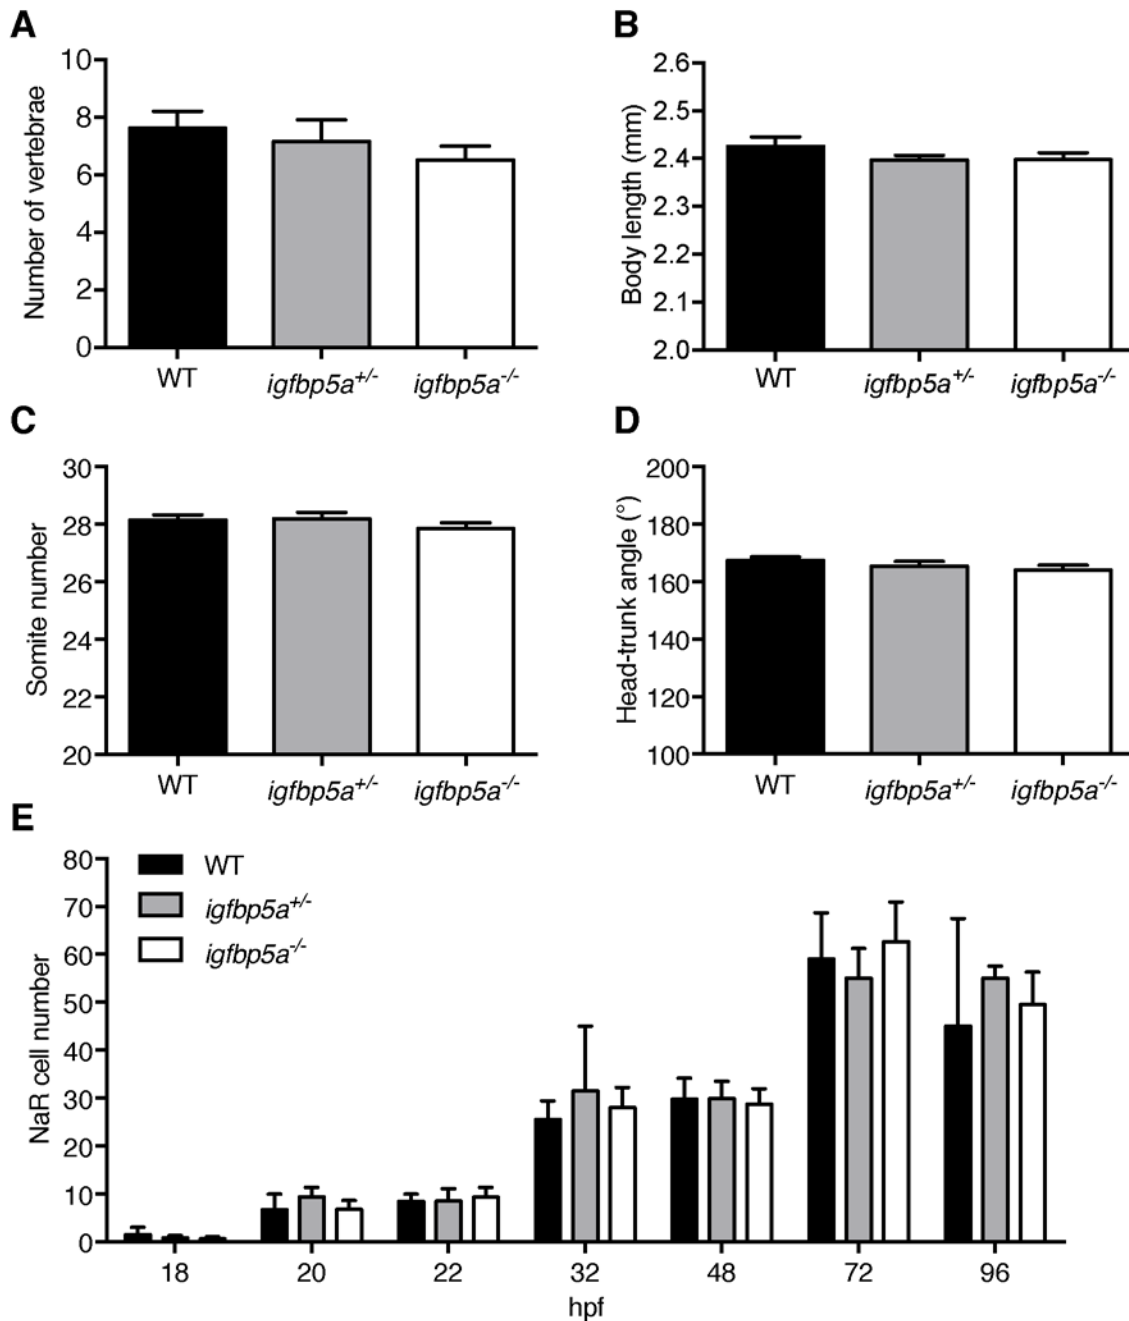 A
B
Number of vertebrae
10
8
6
4
2
0
WT
igfbp5a+/-
igfbp5a-/-
Body length (mm)
2.6
2.5
2.4
2.3
2.2
2.1
2.0
WT
igfbp5a+/-
igfbp5a-/-
C
D
Somite number
30
28
26
24
22
20
WT
igfbp5a+/-
igfbp5a-/-
Head-trunk angle (°)
200
180
160
140
120
100
WT
igfbp5a+/-
igfbp5a-/-
E
NaR cell number
80
70
60
50
40
30
20
10
0
WT
igfbp5a+/-
igfbp5a-/-
18 20 22 32 48 72 96
hpf